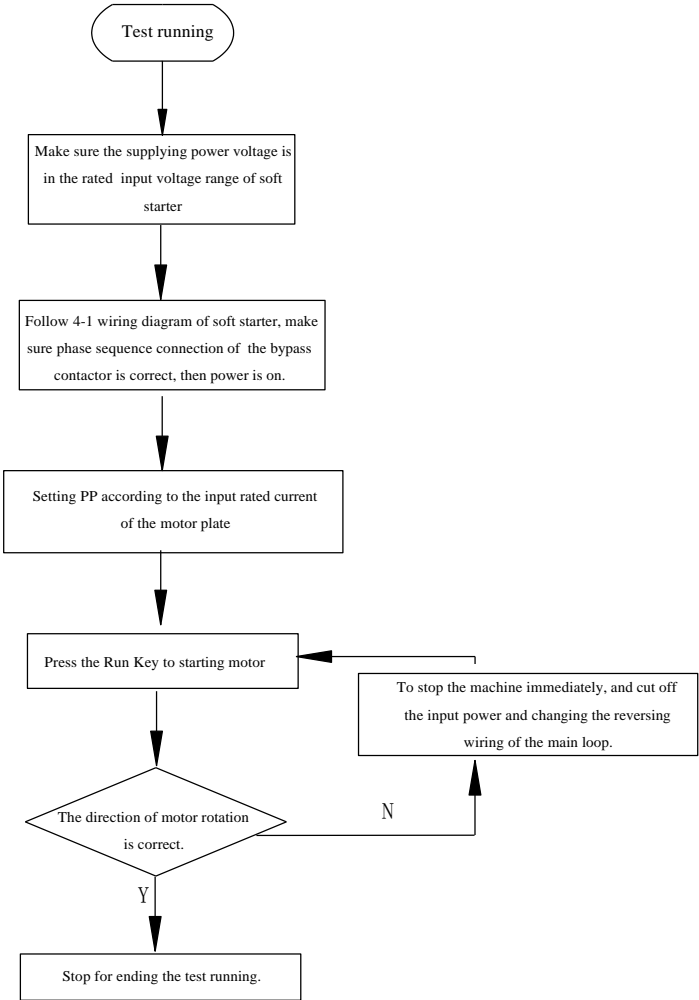 Test running
Make sure the supplying power voltage is
in the rated input voltage range of soft
starter
Follow 4-1 wiring diagram of soft starter, make
sure phase sequence connection of the bypass
contactor is correct, then power is on.
Setting PP according to the input rated current
of the motor plate
Press the Run Key to starting motor
To stop the machine immediately, and cut off
the input power and changing the reversing
wiring of the main loop.
The direction of motor rotation
is correct.
N
Y
Stop for ending the test running.